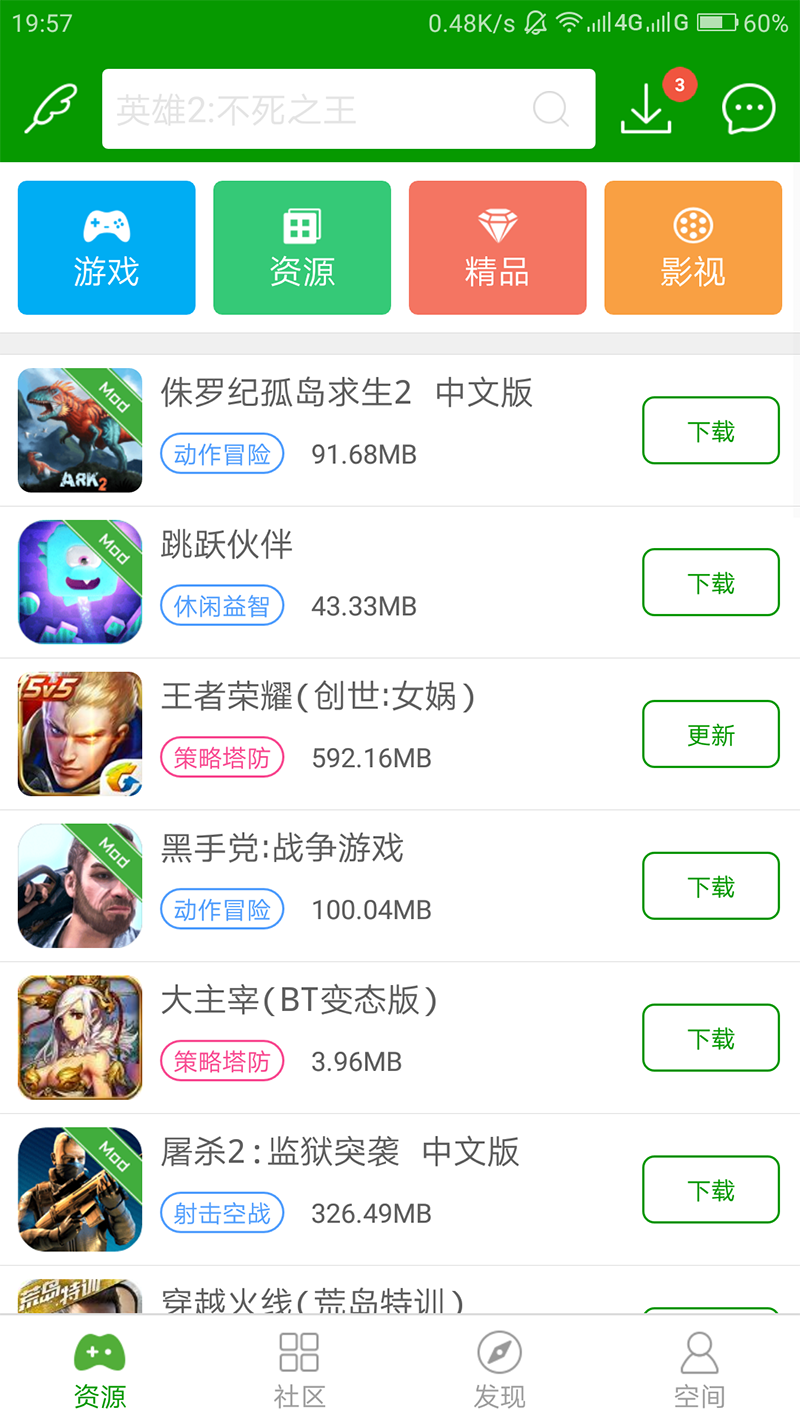 19:57
0.48K/s 4G G 60%
英雄2:不死之王
3
游戏 资源 精品 影视
Mod
ARK2
侏罗纪孤岛求生2 中文版
动作冒险 91.68MB
下载
Mod
跳跃伙伴
休闲益智 43.33MB
下载
5v5
王者荣耀(创世:女娲)
策略塔防 592.16MB
更新
Mod
黑手党:战争游戏
动作冒险 100.04MB
下载
大主宰(BT变态版)
策略塔防 3.96MB
下载
Mod
屠杀2:监狱突袭 中文版
射击空战 326.49MB
下载
荒岛特训
穿越火线(荒岛特训)
资源 社区 发现 空间